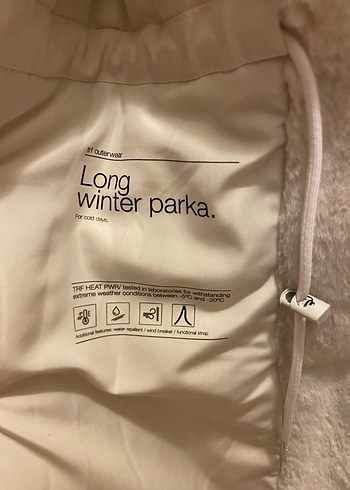 trf outerwear
Long
winter parka.
For cold days.
TRF HEAT PWR/ tested in laboratories for withstanding
extreme weather conditions between -5ºC and -20ºC
Additional features: water repelent / wind breaker / functional strap